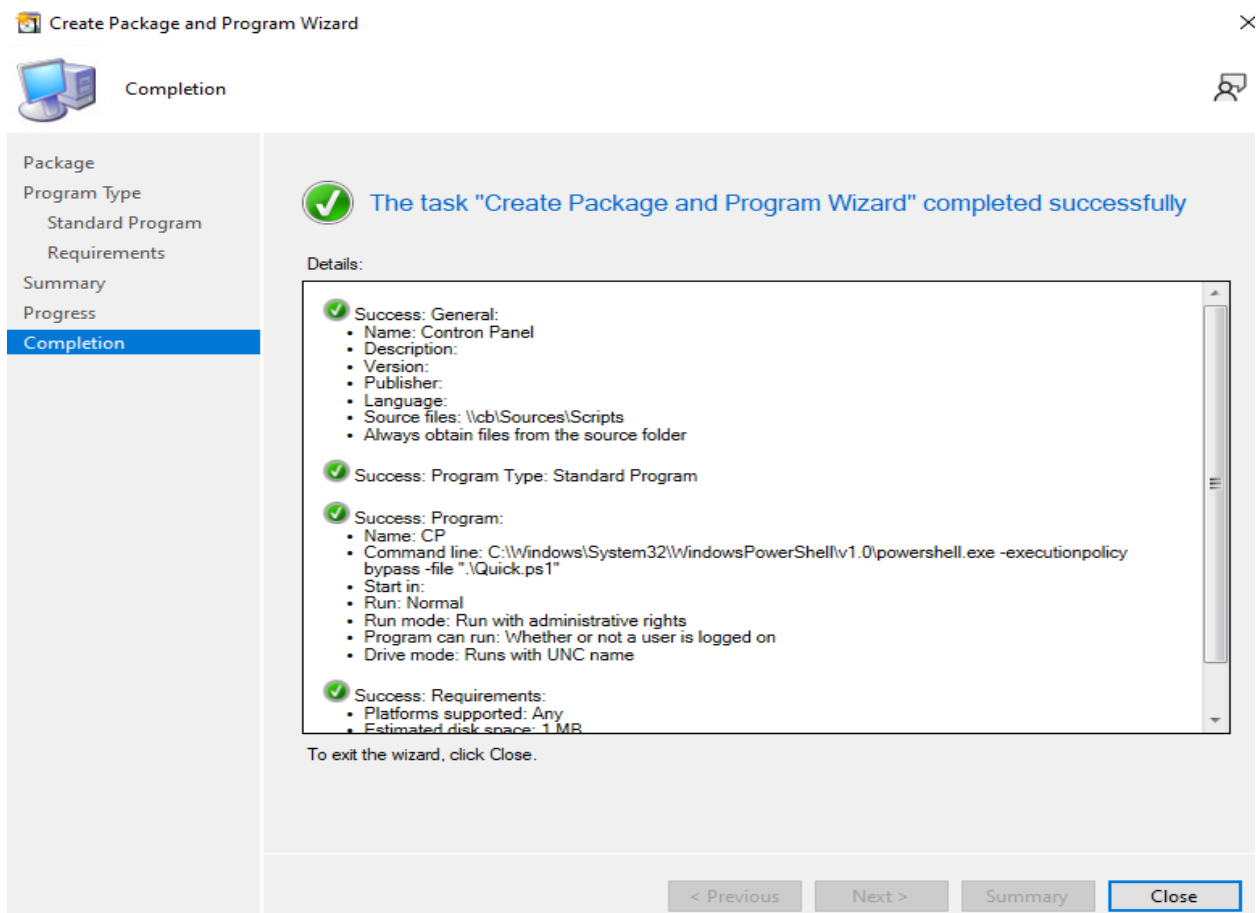 Create Package and Program Wizard
Completion
Package
Program Type
Standard Program
Requirements
Summary
Progress
Completion
The task "Create Package and Program Wizard" completed successfully
Details:
Success: General:
• Name: Contron Panel
• Description:
• Version:
• Publisher:
• Language:
• Source files: \\cb\Sources\Scripts
• Always obtain files from the source folder
Success: Program Type: Standard Program
Success: Program:
• Name: CP
• Command line: C:\Windows\System32\WindowsPowerShell\v1.0\powershell.exe -executionpolicy
bypass -file ".\Quick.ps1"
• Start in:
• Run: Normal
• Run mode: Run with administrative rights
• Program can run: Whether or not a user is logged on
• Drive mode: Runs with UNC name
Success: Requirements:
• Platforms supported: Any
• Estimated disk space: 1 MB
To exit the wizard, click Close.
< Previous
Next >
Summary
Close